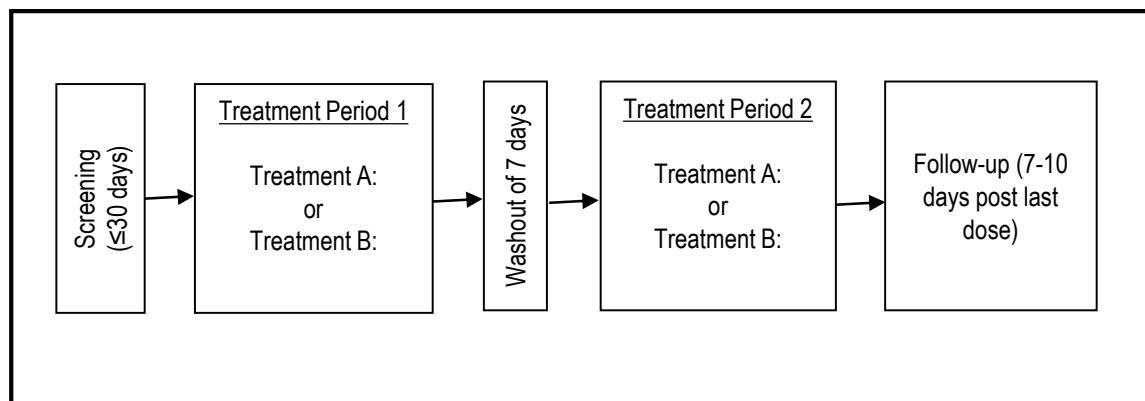 Screening
(≤30 days)
Treatment Period 1
Treatment A:
or
Treatment B:
Washout of 7 days
Treatment Period 2
Treatment A:
or
Treatment B:
Follow-up (7-10
days post last
dose)